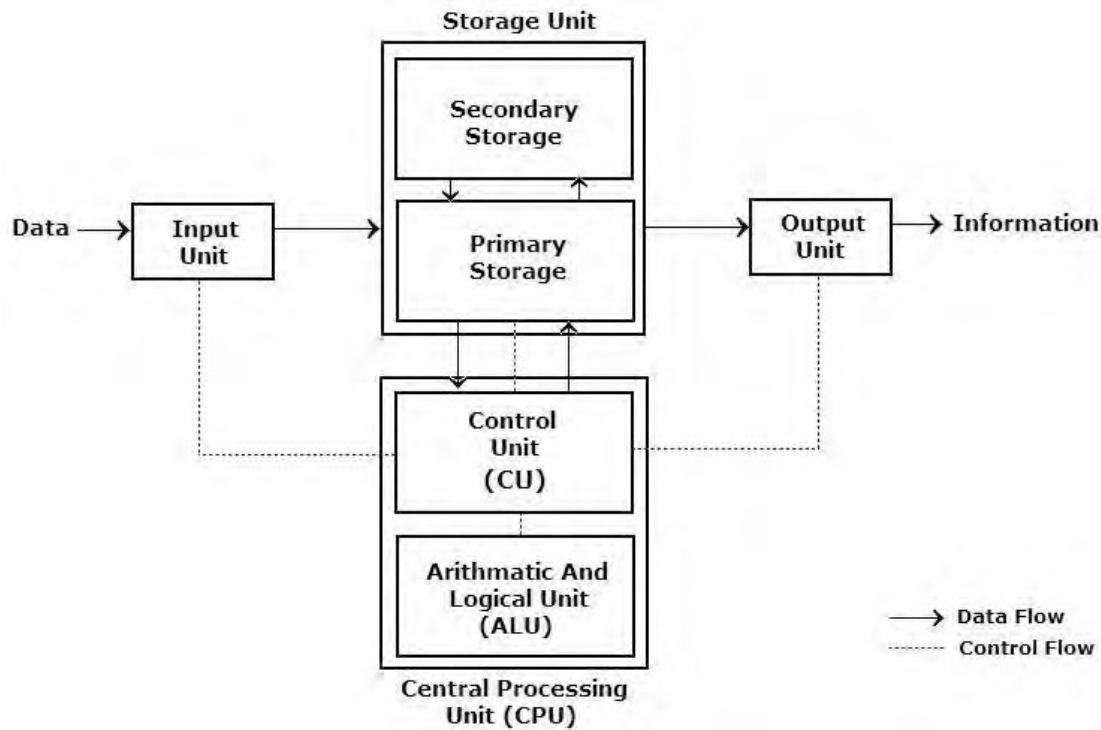 Storage Unit
Secondary
Storage
Data
Input
Unit
Primary
Storage
Output
Unit
Information
Control
Unit
(CU)
Arithmatic And
Logical Unit
(ALU)
Data Flow
Control Flow
Central Processing
Unit (CPU)